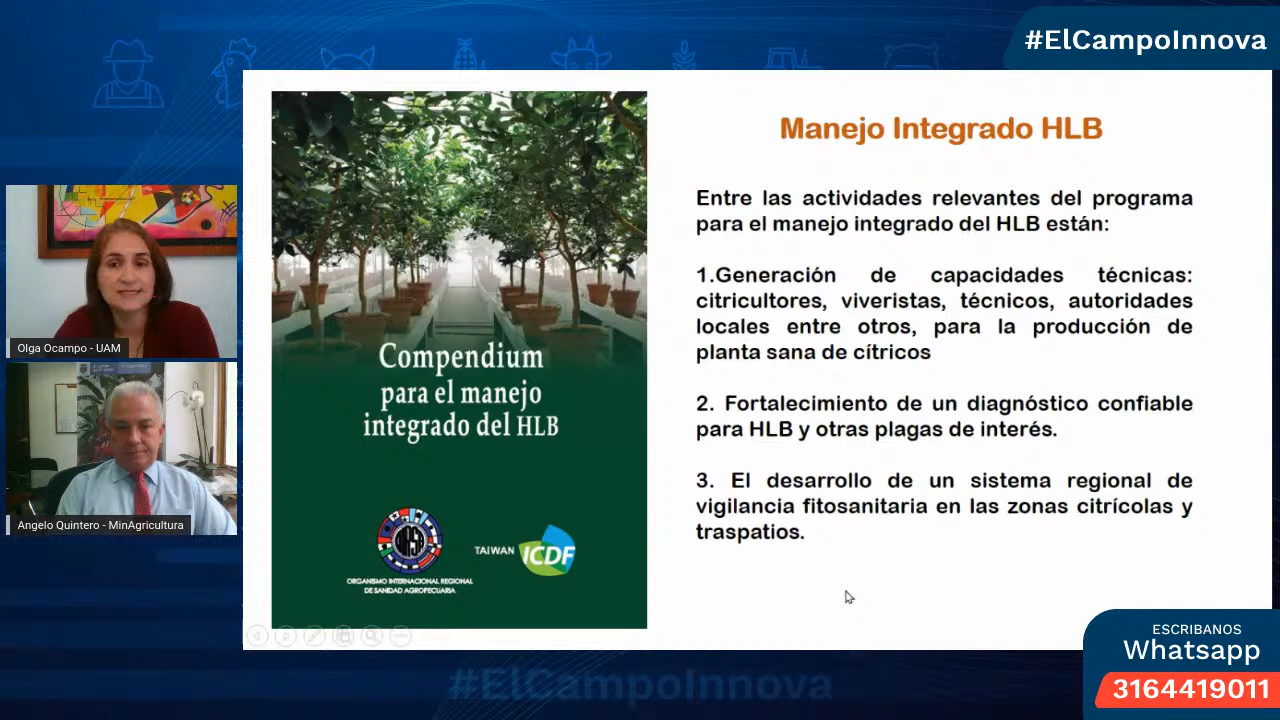 #ElCampoInnova
Manejo Integrado HLB
Entre las actividades relevantes del programa
para el manejo integrado del HLB están:
1.Generación de capacidades técnicas:
citricultores, viveristas, técnicos, autoridades
locales entre otros, para la producción de
planta sana de cítricos
2. Fortalecimiento de un diagnóstico confiable
para HLB y otras plagas de interés.
3. El desarrollo de un sistema regional de
vigilancia fitosanitaria en las zonas citrícolas y
traspatios.
Compendium
para el manejo
integrado del HLB
OIRSA
ORGANISMO INTERNACIONAL REGIONAL
DE SANIDAD AGROPECUARIA
TAIWAN ICDF
Olga Ocampo - UAM
Angelo Quintero - MinAgricultura
ESCRIBANOS
Whatsapp
3164419011
#ElCampoInnova